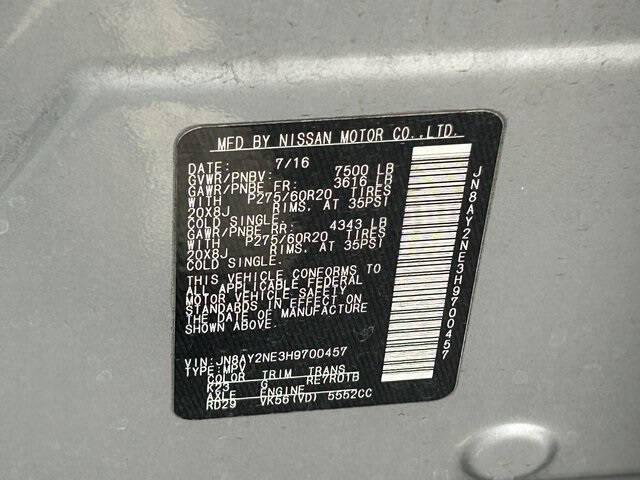 MFD BY NISSAN MOTOR CO.,LTD.
DATE: 7/16
GVWR/PNBV: 7500 LB
GAWR/PNBE FR: 3616 LB
WITH P275/60R20 TIRES
20X8J RIMS, AT 35PSI
COLD SINGLE.
GAWR/PNBE RR: 4343 LB
WITH P275/60R20 TIRES
20X8J RIMS, AT 35PSI
COLD SINGLE.
THIS VEHICLE CONFORMS TO
ALL APPLICABLE FEDERAL
MOTOR VEHICLE SAFETY
STANDARDS IN EFFECT ON
THE DATE OF MANUFACTURE
SHOWN ABOVE.
VIN:JN8AY2NE3H9700457
TYPE:MPV
COLOR TRIM TRANS
K23 G RE7R01B
AXLE ENGINE
RD29 VK56(VD) 5552CC
JN8AY2NE3H9700457